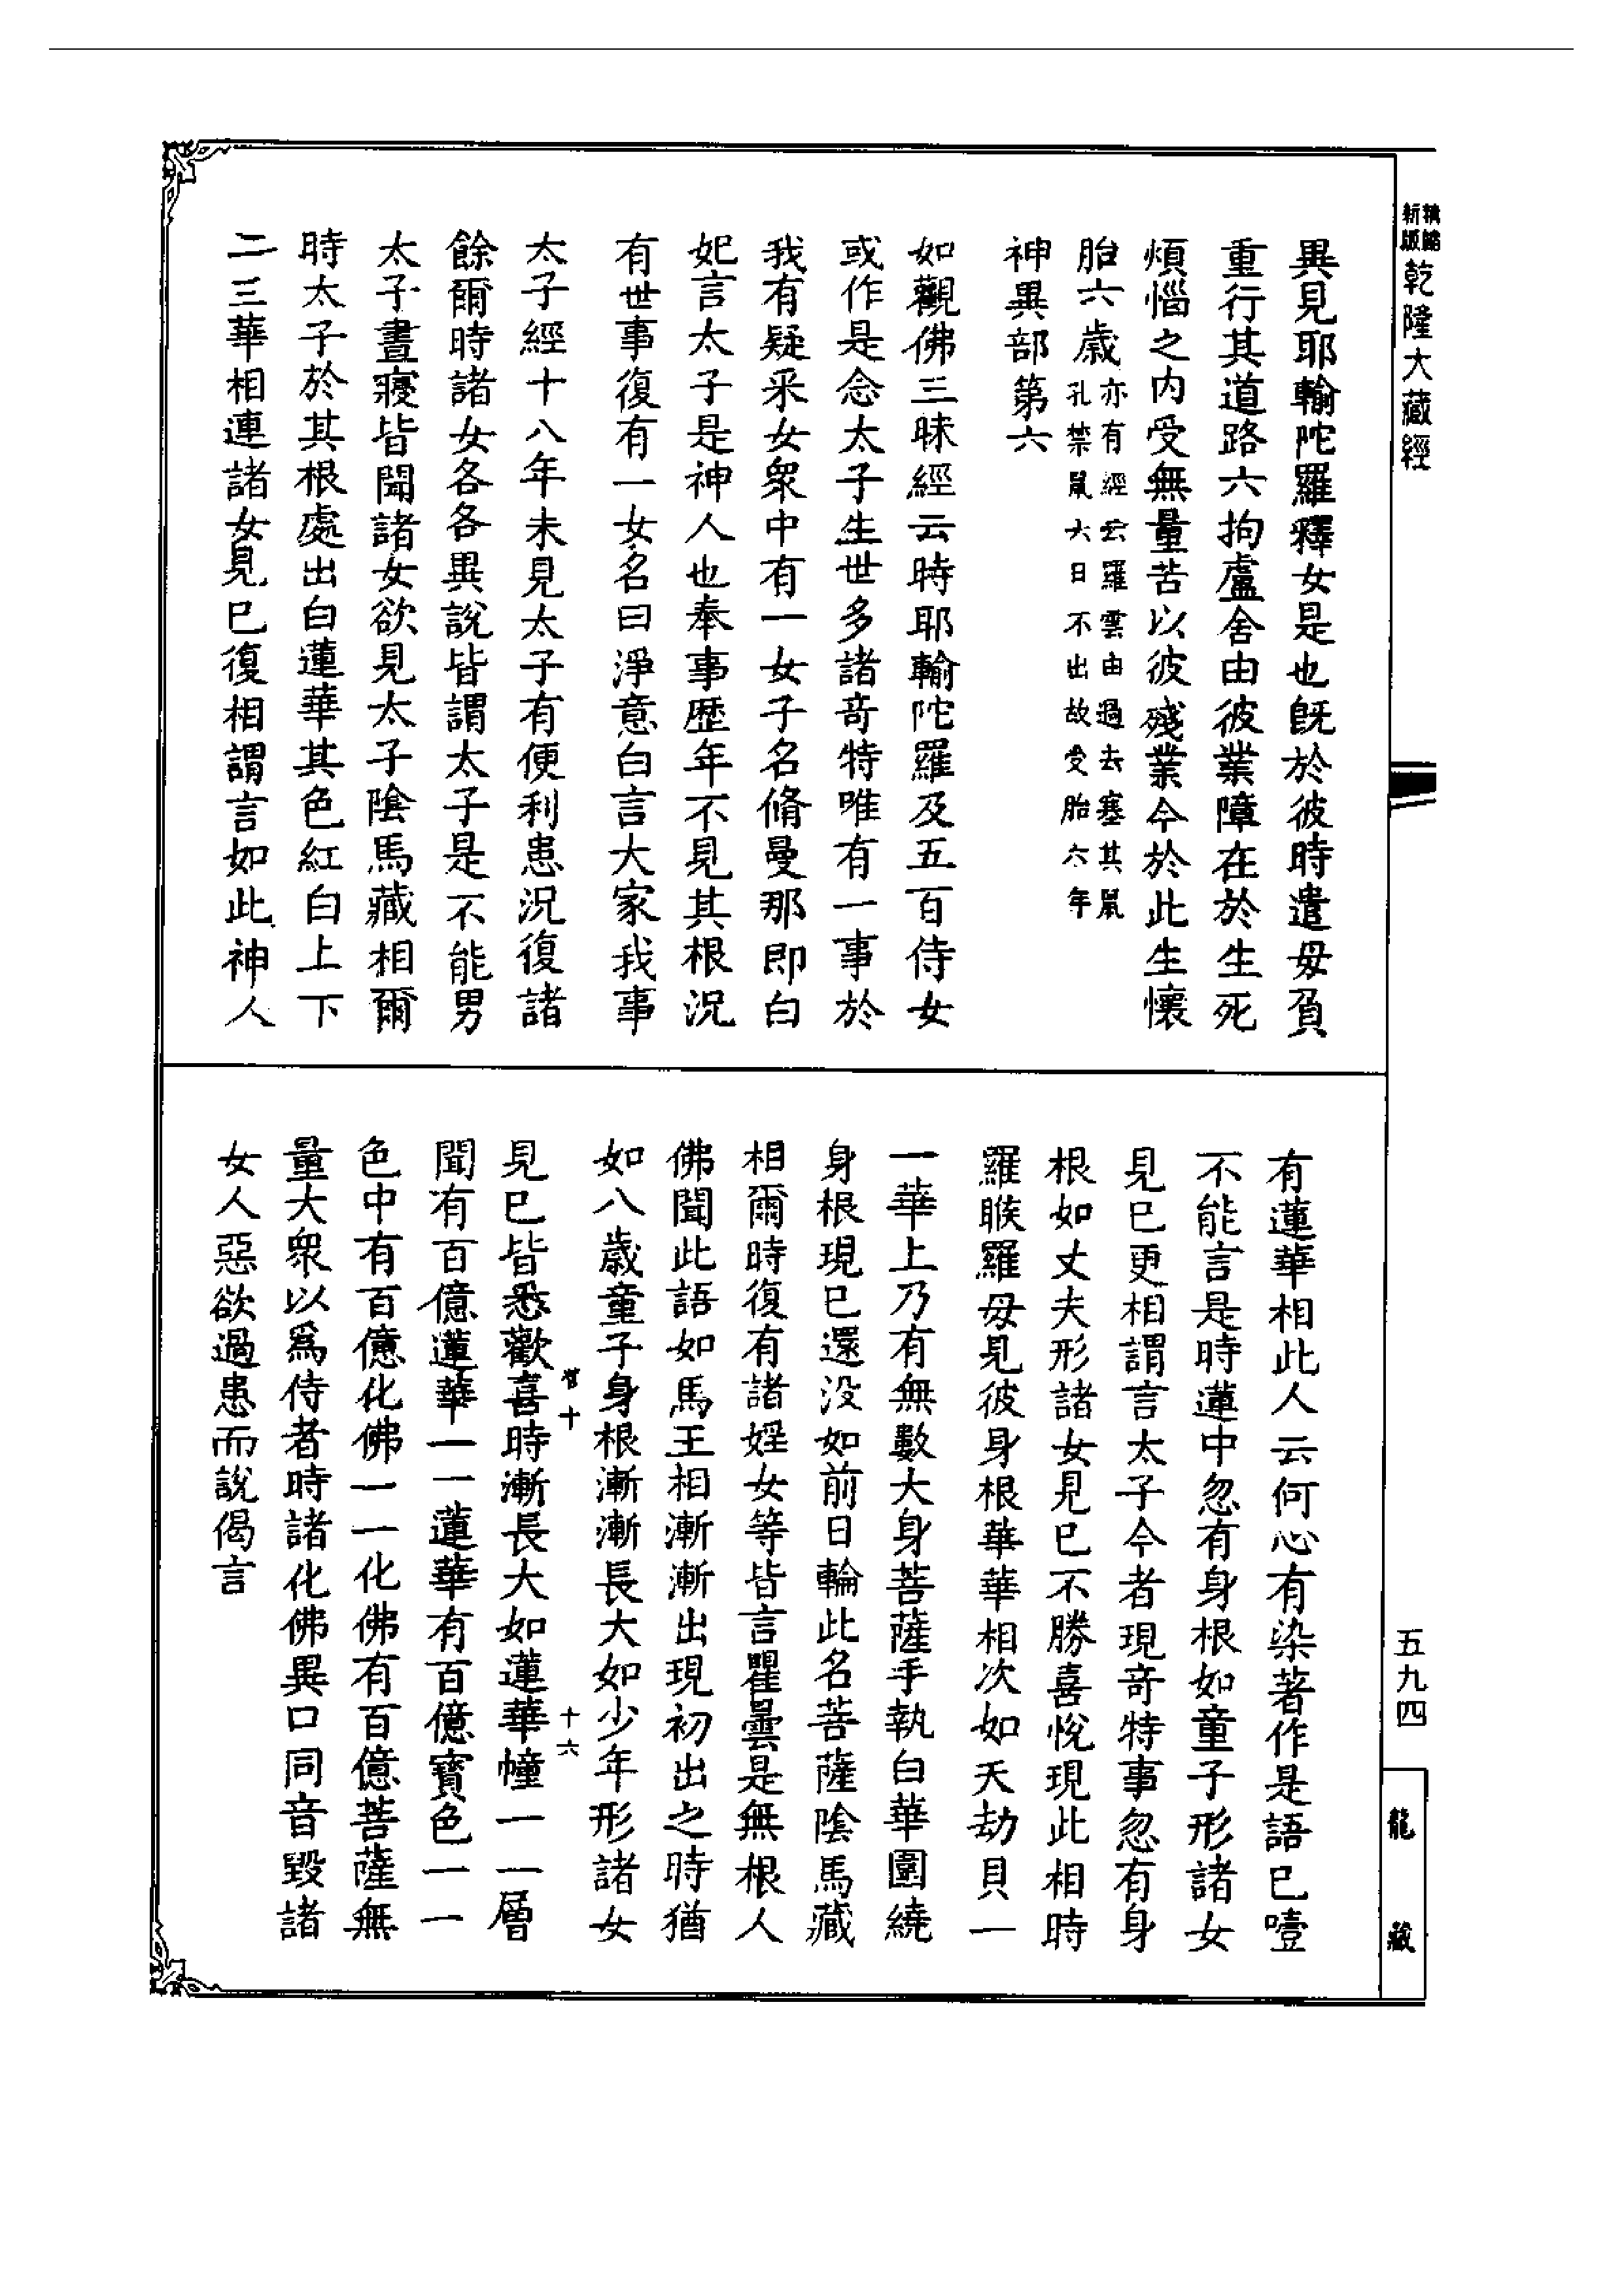 新版
精縮
乾隆大藏經
異見耶輸陀羅釋女是也旣於彼時遣毋負
重行其道路六拘盧舍由彼業障在於生死
煩惱之内受無量苦以彼殘業今於此生懷
胎六歲亦有經云羅雲由過去塞其鼠
孔禁鼠六日不出故受胎六年
神異部第六
如觀佛三昧經云時耶輸陀羅及五百侍女
或作是念太子生世多諸奇特唯有一事於
我有疑采女衆中有一女子名脩曼那即白
妃言太子是神人也奉事歷年不見其根況
有世事復有一女名曰淨意白言大家我事
太子經十八年未見太子有便利患況復諸
餘爾時諸女各各異說皆謂太子是不能男
太子晝寢皆聞諸女欲見太子陰馬藏相爾
時太子於其根處出白蓮華其色紅白上下
二三華相連諸女見巳復相謂言如此神人
有蓮華相此人云何心有染著作是語巳噎
不能言是時蓮中忽有身根如童子形諸女
見巳更相謂言太子今者現奇特事忽有身
根如丈夫形諸女見巳不勝喜悅現此相時
羅睺羅毋見彼身根華華相次如天劫貝一
一華上乃有無數大身菩薩手執白華圍繞
身根現巳還没如前日輪此名菩薩陰馬藏
相爾時復有諸婬女等皆言瞿曇是無根人
佛聞此語如馬王相漸漸出現初出之時猶
如八歲童子身根漸漸長大如少年形諸女
管十
十六
見巳皆悉歡喜時漸長大如蓮華幢一一層
聞有百億蓮華一一蓮華有百億寶色一一
色中有百億化佛一一化佛有百億菩薩無
量大衆以爲侍者時諸化佛異口同音毀諸
女人惡欲過患而說偈言
五九四
龍藏